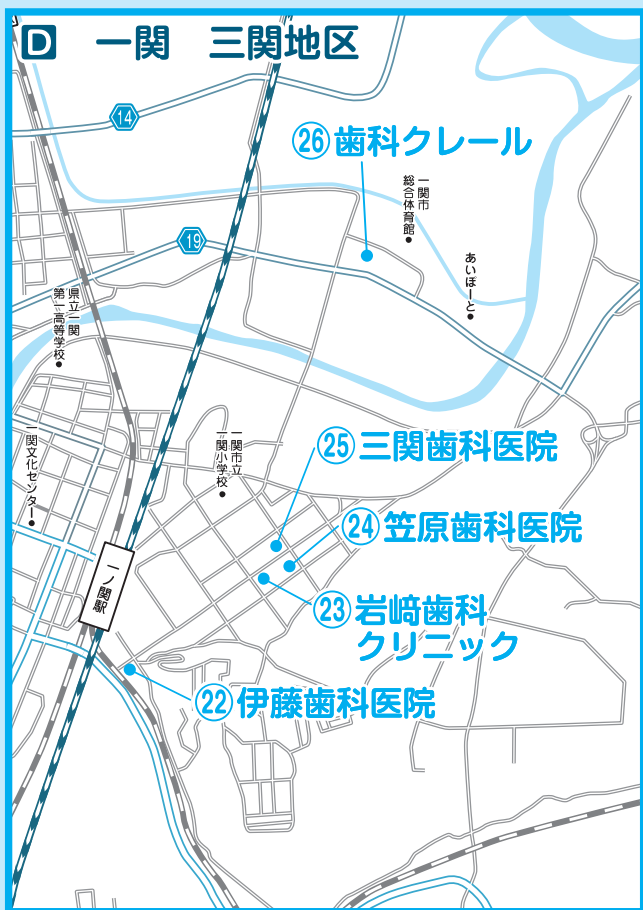 D 一関 三関地区
14
㉖歯科クレール
一関市
総合体育館
19
あいぽーと
県立一関
第一高等学校
㉕三関歯科医院
一関市立
一関小学校
一関文化センター
㉔笠原歯科医院
一ノ関駅
㉓岩﨑歯科
クリニック
㉒伊藤歯科医院